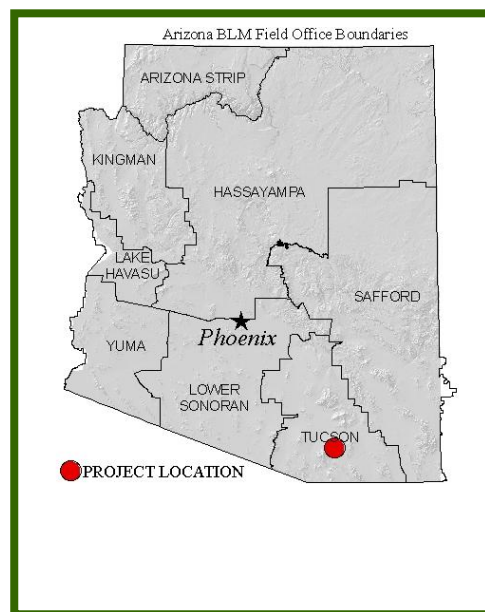 Arizona BLM Field Office Boundaries
ARIZONA STRIP
KINGMAN
HASSAYAMPA
LAKE
HAVASU
SAFFORD
Phoenix
YUMA
LOWER
SONORAN
TUCSON
PROJECT LOCATION